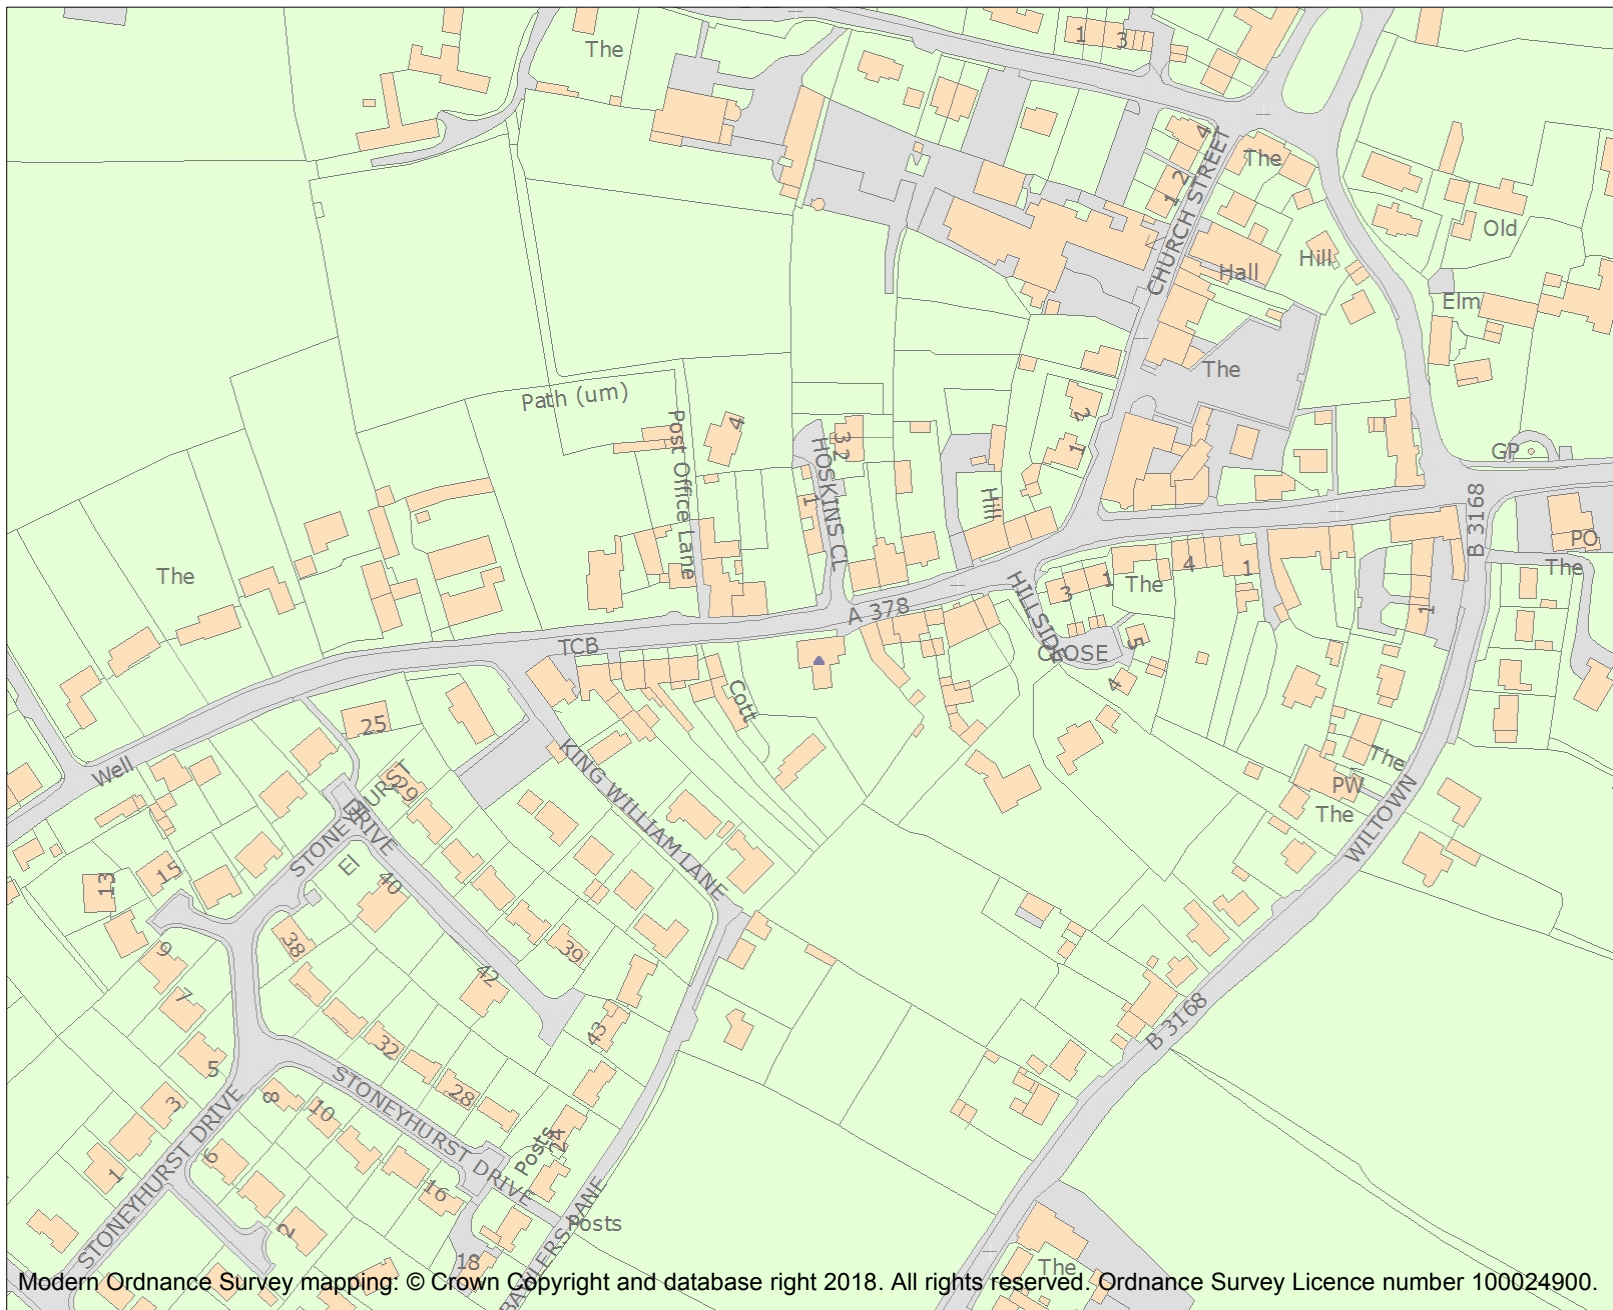 The
1
3
4
CHURCH STREET
The
2
1
Old
Hill
Hall
Elm
The
Path (um)
Post Office Lane
4
3
2
HOSKINS CL
1
2
1
Hill
GP
B 3168
PO
The
The
TCB
A 378
HILLSIDE
CLOSE
3
1
The
4
1
1
5
4
Cott
25
Well
KING WILLIAM LANE
29
STONEYHURST
DRIVE
El
40
The
PW
The
WILTOWN
13
15
38
39
42
43
9
7
5
3
1
32
28
8
10
STONEYHURST DRIVE
STONEYHURST DRIVE
Posts
24
6
16
2
18
Posts
BAWLERS LANE
B 3168
The
Modern Ordnance Survey mapping: © Crown Copyright and database right 2018. All rights reserved. Ordnance Survey Licence number 100024900.